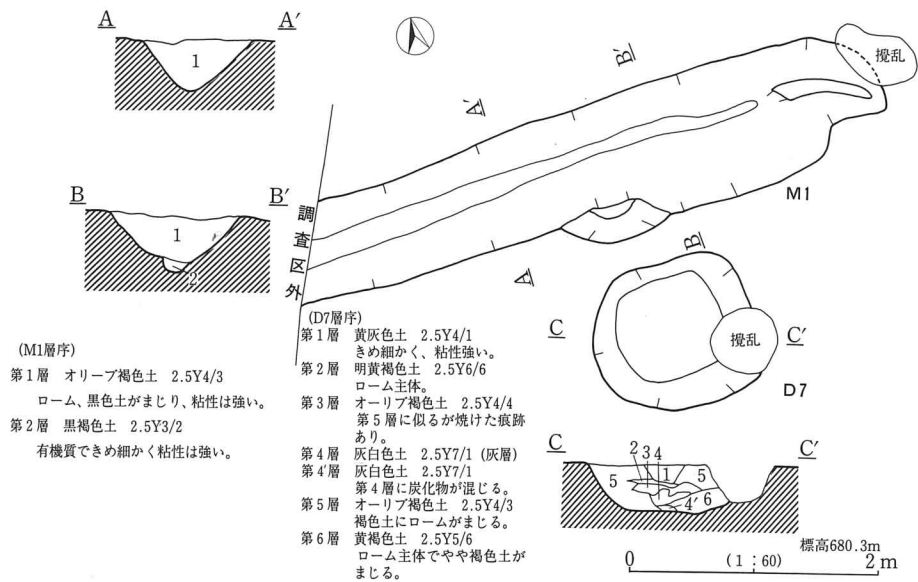 A A′
1
B B′
1
2
A′
B′
攪乱
M1
調査区外
A
B
C C′
攪乱
D7
C C′
2 3 4
5 1 5
4′ 6
標高680.3m
0 (1:60) 2m
(M1層序)
第1層 オリーブ褐色土 2.5Y4/3
ローム、黒色土がまじり、粘性は強い。
第2層 黒褐色土 2.5Y3/2
有機質できめ細かく粘性は強い。
(D7層序)
第1層 黄灰色土 2.5Y4/1
きめ細かく、粘性強い。
第2層 明黄褐色土 2.5Y6/6
ローム主体。
第3層 オーリブ褐色土 2.5Y4/4
第5層に似るが焼けた痕跡
あり。
第4層 灰白色土 2.5Y7/1 (灰層)
第4′層 灰白色土 2.5Y7/1
第4層に炭化物が混じる。
第5層 オーリブ褐色土 2.5Y4/3
褐色土にロームがまじる。
第6層 黄褐色土 2.5Y5/6
ローム主体でやや褐色土が
まじる。